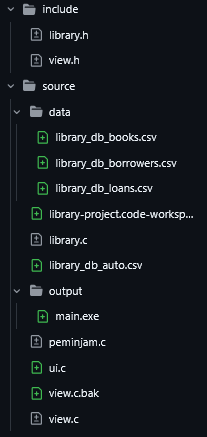 include
library.h
view.h
source
data
library_db_books.csv
library_db_borrowers.csv
library_db_loans.csv
library-project.code-worksp...
library.c
library_db_auto.csv
output
main.exe
peminjam.c
ui.c
view.c.bak
view.c